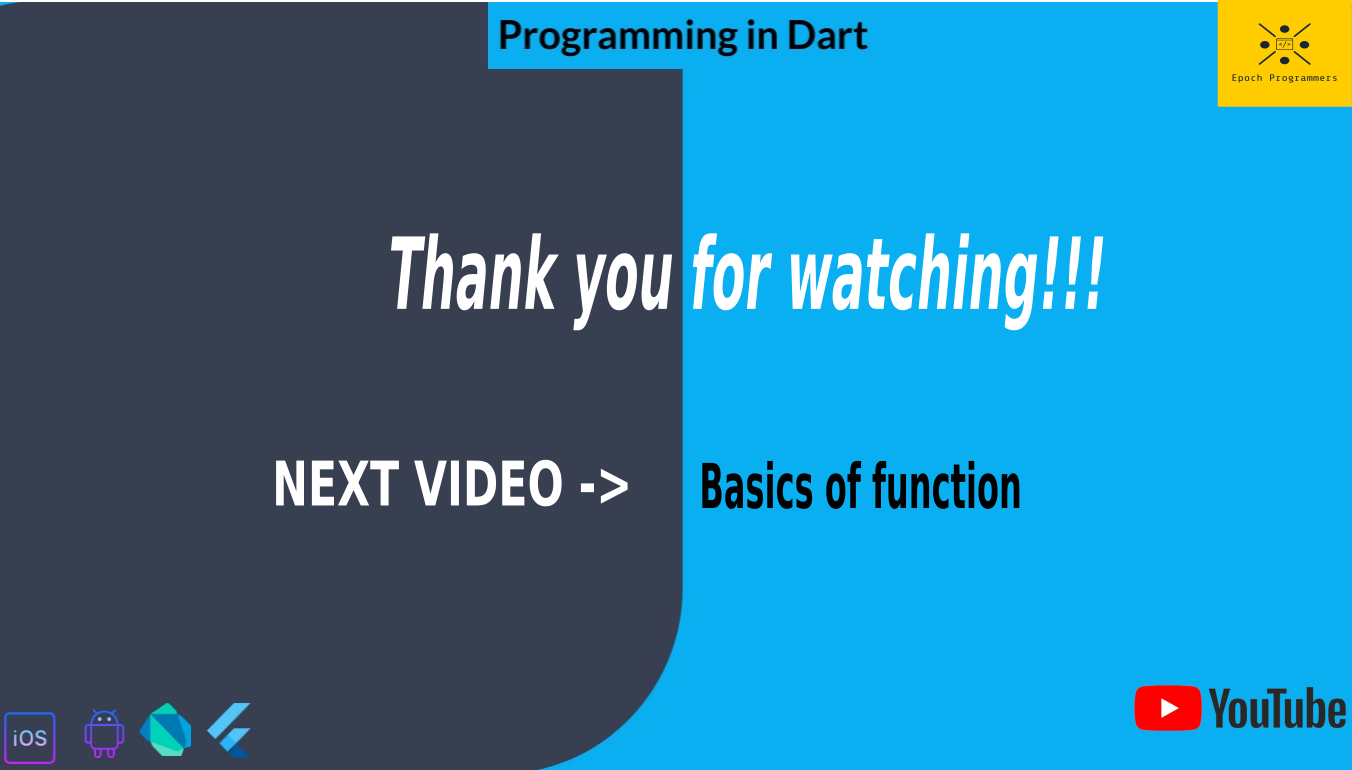 Programming in Dart
</>
Epoch Programmers
Thank you for watching!!!
NEXT VIDEO -> Basics of function
iOS
YouTube